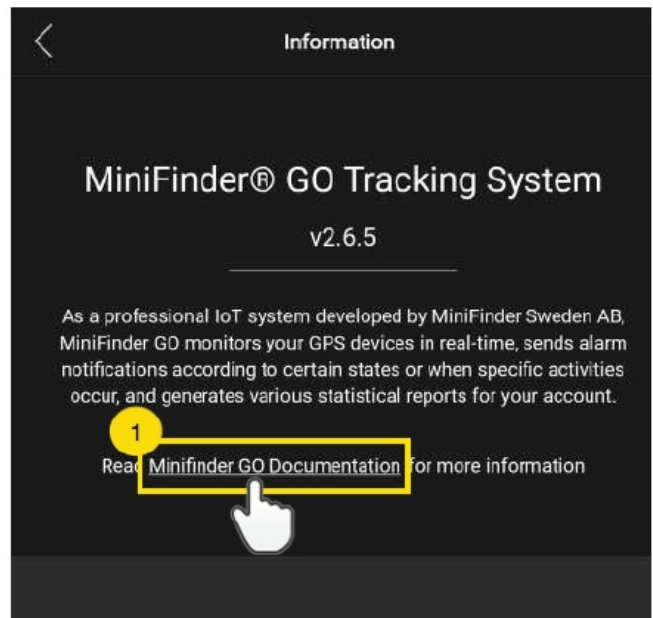 Information
MiniFinder® GO Tracking System
v2.6.5
As a professional IoT system developed by MiniFinder Sweden AB,
MiniFinder GO monitors your GPS devices in real-time, sends alarm
notifications according to certain states or when specific activities
occur, and generates various statistical reports for your account.
1
Read Minifinder GO Documentation for more information